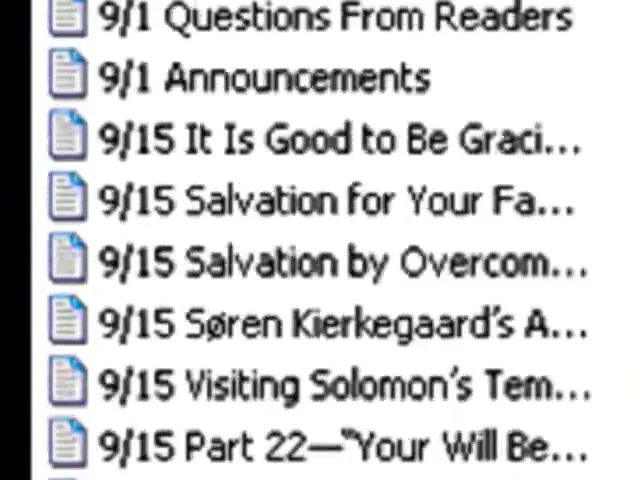 9/1 Questions From Readers
9/1 Announcements
9/15 It Is Good to Be Graci...
9/15 Salvation for Your Fa...
9/15 Salvation by Overcom...
9/15 Søren Kierkegaard's A...
9/15 Visiting Solomon's Tem...
9/15 Part 22—"Your Will Be...